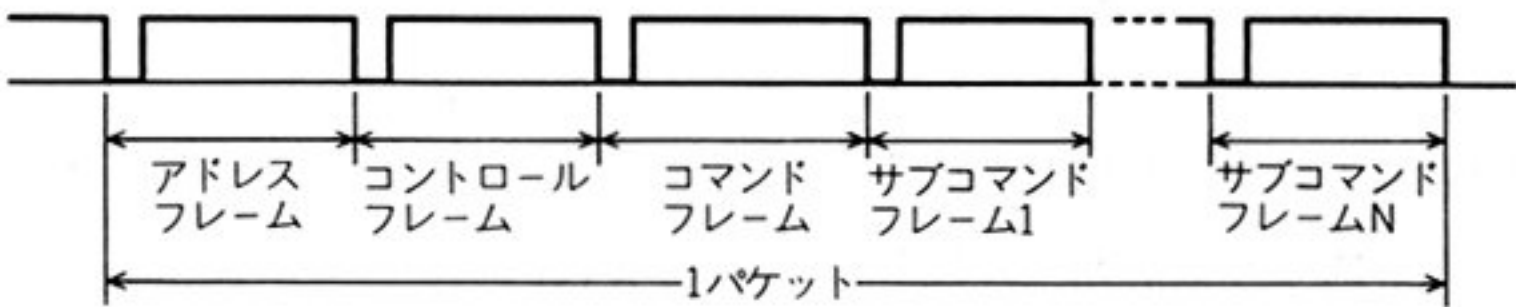 アドレス
フレーム
コントロール
フレーム
コマンド
フレーム
サブコマンド
フレーム1
サブコマンド
フレームN
1パケット